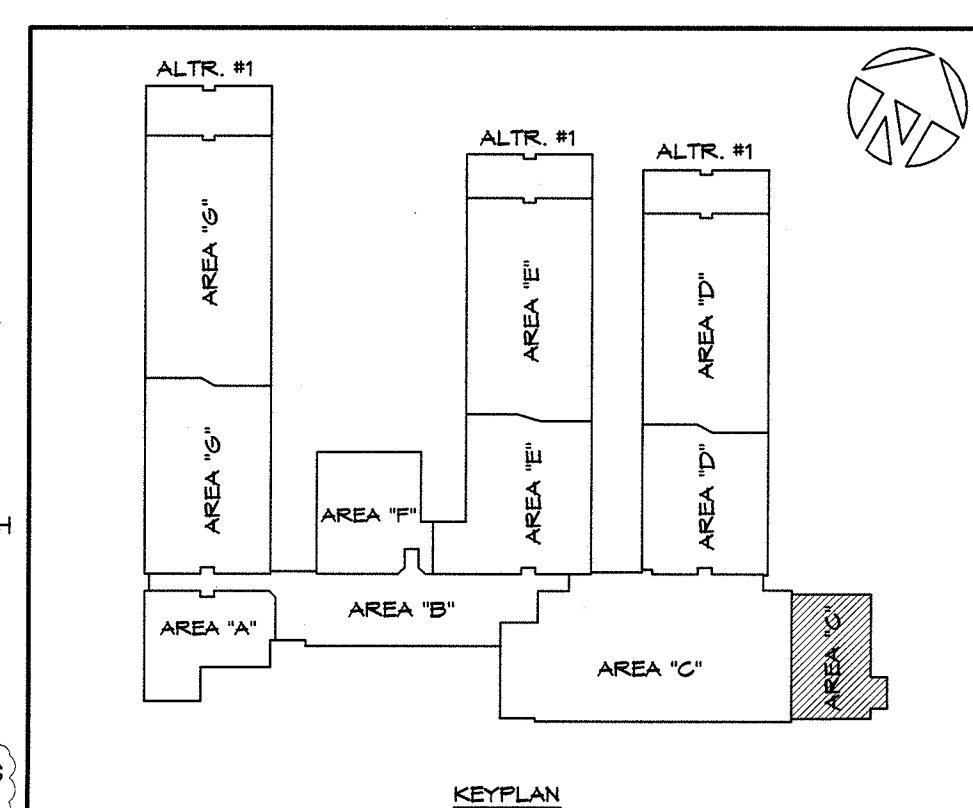 ALTR. #1
ALTR. #1
ALTR. #1
AREA "G"
AREA "E"
AREA "D"
AREA "G"
AREA "E"
AREA "D"
AREA "F"
AREA "B"
AREA "A"
AREA "C"
AREA "C"
KEYPLAN